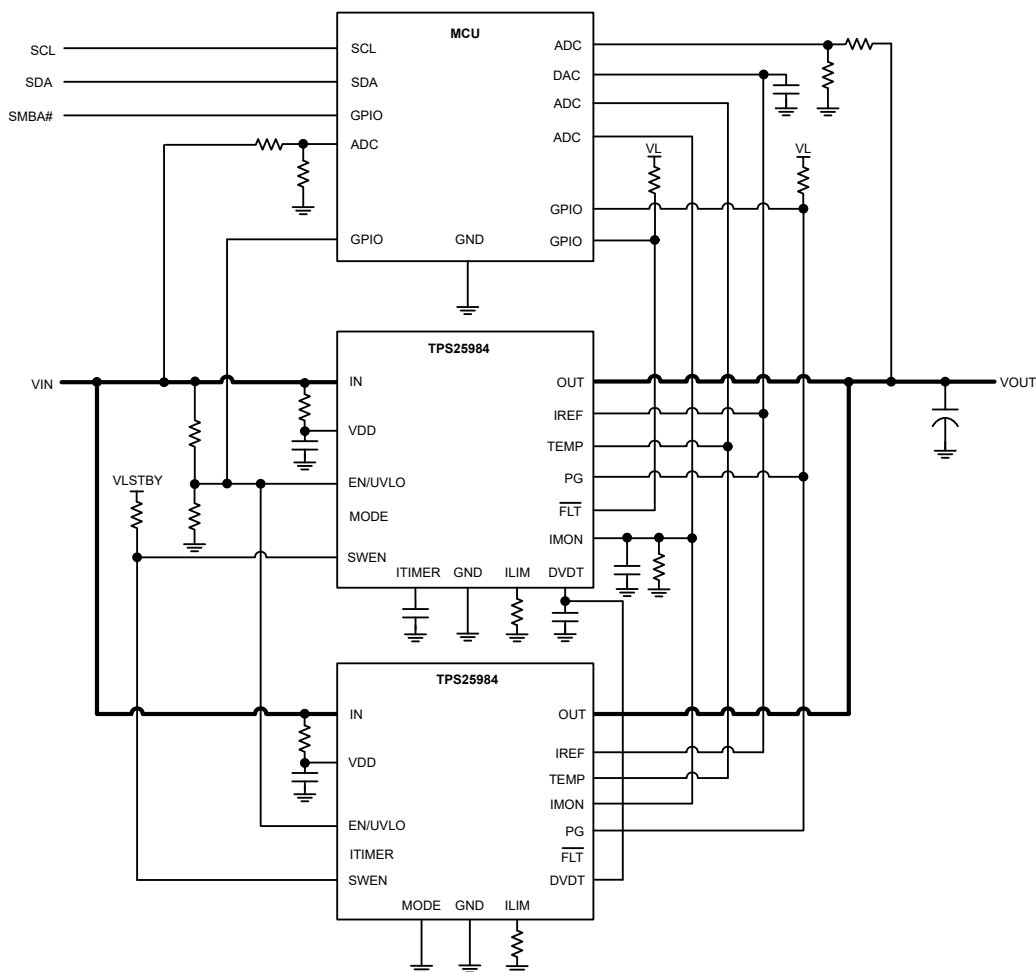 SCL
SDA
SMBA#
MCU
SCL
SDA
GPIO
ADC
GPIO
GND
ADC
DAC
ADC
ADC
GPIO
GPIO
VL
VL
VIN
VLSTBY
TPS25984
IN
VDD
EN/UVLO
MODE
SWEN
ITIMER
GND
ILIM
DVDT
OUT
IREF
TEMP
PG
FLT
IMON
VOUT
TPS25984
IN
VDD
EN/UVLO
ITIMER
SWEN
MODE
GND
ILIM
OUT
IREF
TEMP
IMON
PG
FLT
DVDT